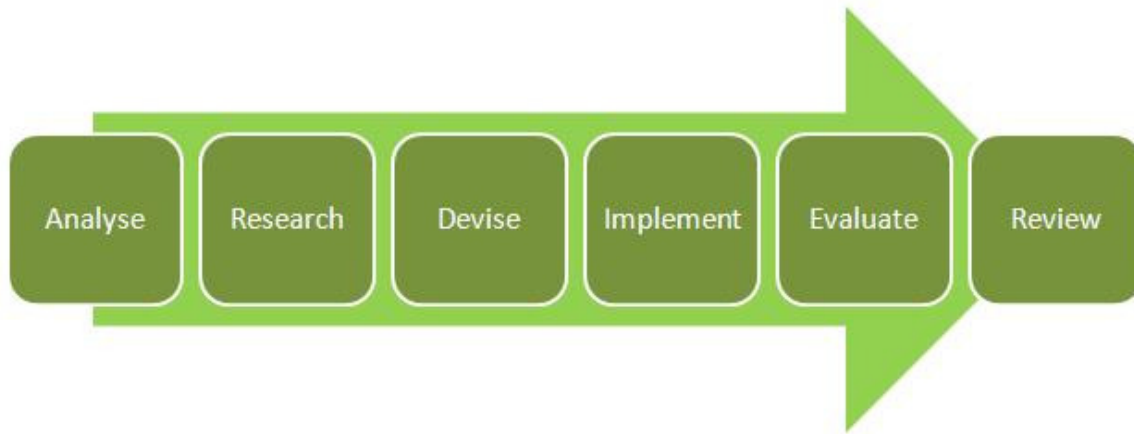 Analyse
Research
Devise
Implement
Evaluate
Review